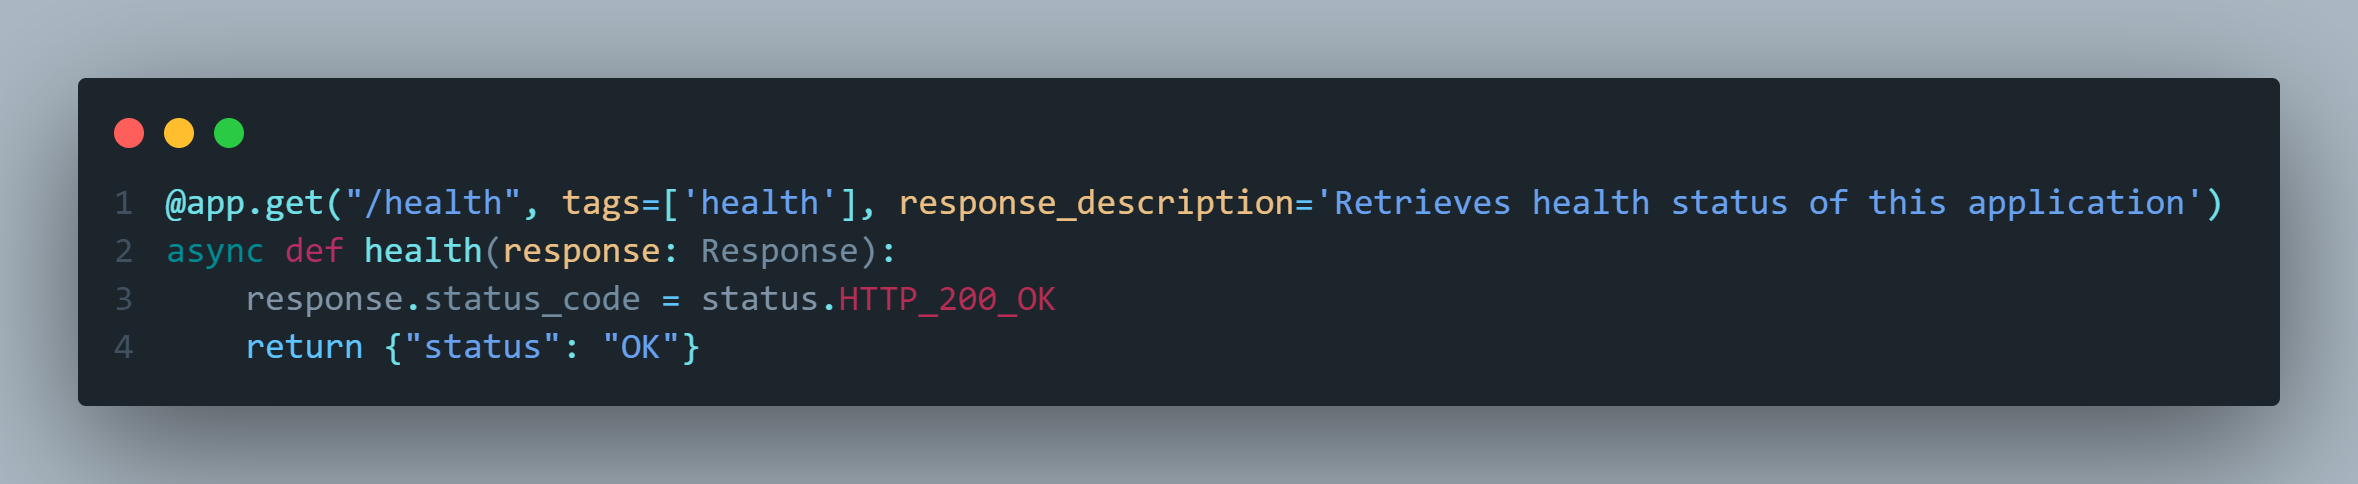 1 @app.get("/health", tags=['health'], response_description='Retrieves health status of this application')
2 async def health(response: Response):
3     response.status_code = status.HTTP_200_OK
4     return {"status": "OK"}